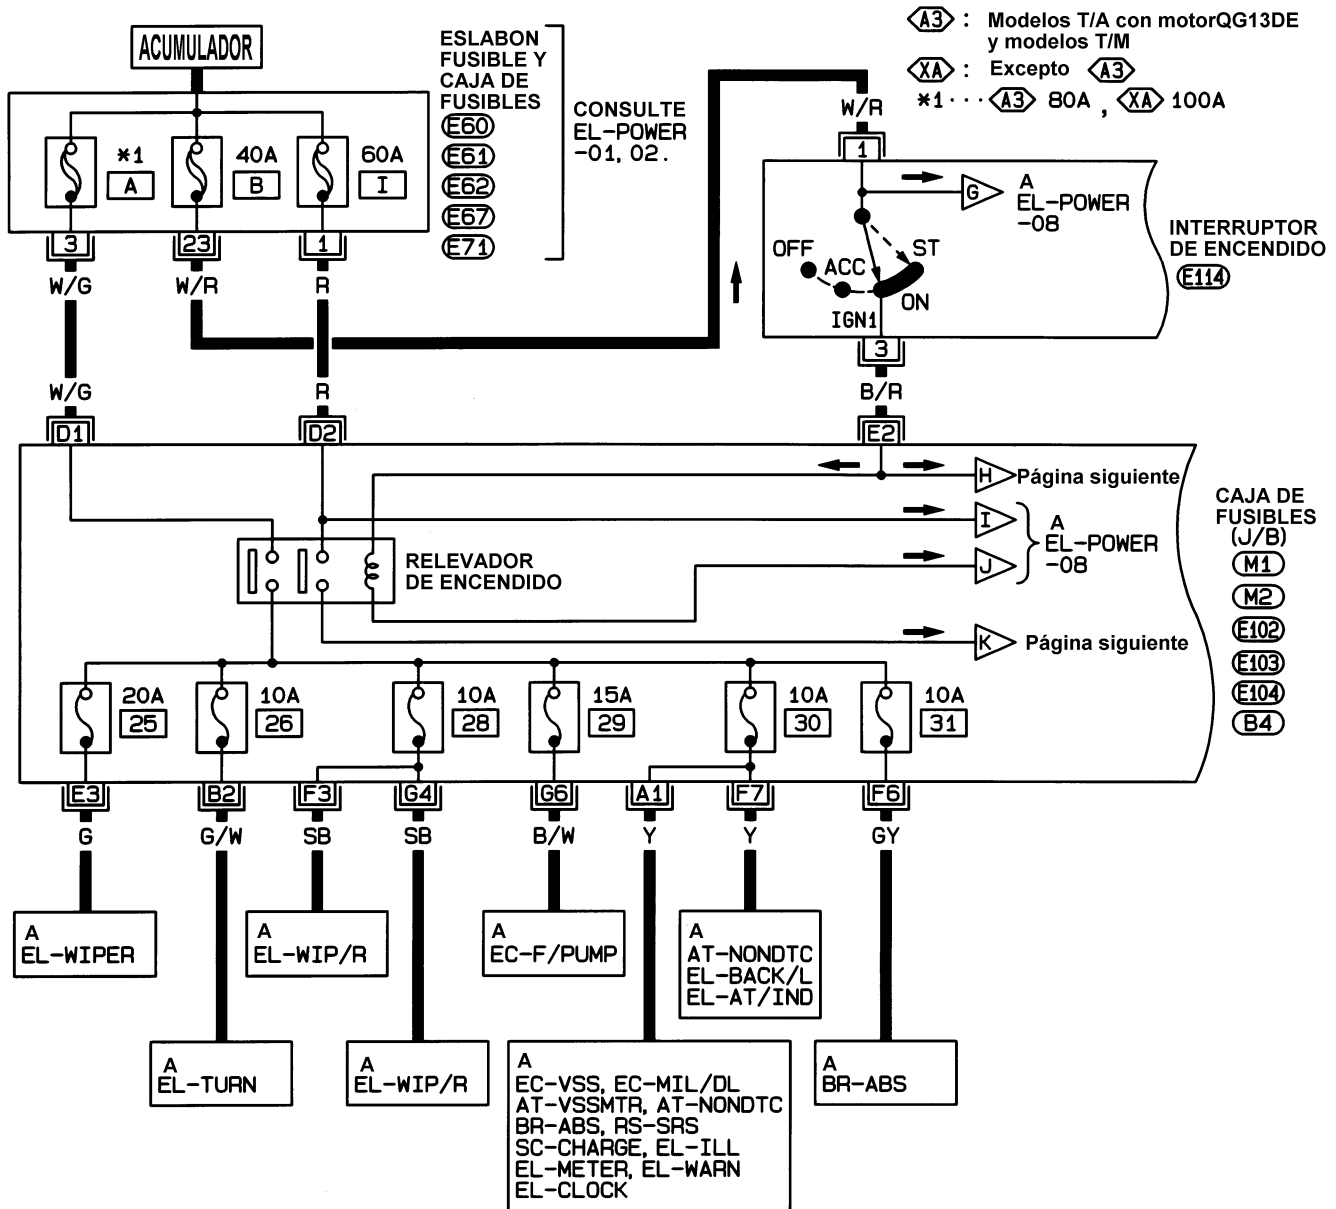 ACUMULADOR
ESLABON
FUSIBLE Y
CAJA DE
FUSIBLES
E60
E61
E62
E67
E71
CONSULTE
EL-POWER
-01, 02.
A3 : Modelos T/A con motorQG13DE
y modelos T/M
XA : Excepto A3
*1 ··· A3 80A , XA 100A
*1
A
40A
B
60A
I
3
23
1
W/G
W/R
R
W/R
1
G
A
EL-POWER
-08
OFF
ACC
ST
ON
IGN1
INTERRUPTOR
DE ENCENDIDO
E114
3
W/G
R
B/R
D1
D2
E2
H Página siguiente
I
J
A
EL-POWER
-08
K Página siguiente
RELEVADOR
DE ENCENDIDO
CAJA DE
FUSIBLES
(J/B)
M1
M2
E102
E103
E104
B4
20A
25
10A
26
10A
28
15A
29
10A
30
10A
31
E3
B2
F3
G4
G6
A1
F7
F6
G
G/W
SB
SB
B/W
Y
Y
GY
A
EL-WIPER
A
EL-WIP/R
A
EC-F/PUMP
A
AT-NONDTC
EL-BACK/L
EL-AT/IND
A
EL-TURN
A
EL-WIP/R
A
EC-VSS, EC-MIL/DL
AT-VSSMTR, AT-NONDTC
BR-ABS, RS-SRS
SC-CHARGE, EL-ILL
EL-METER, EL-WARN
EL-CLOCK
A
BR-ABS